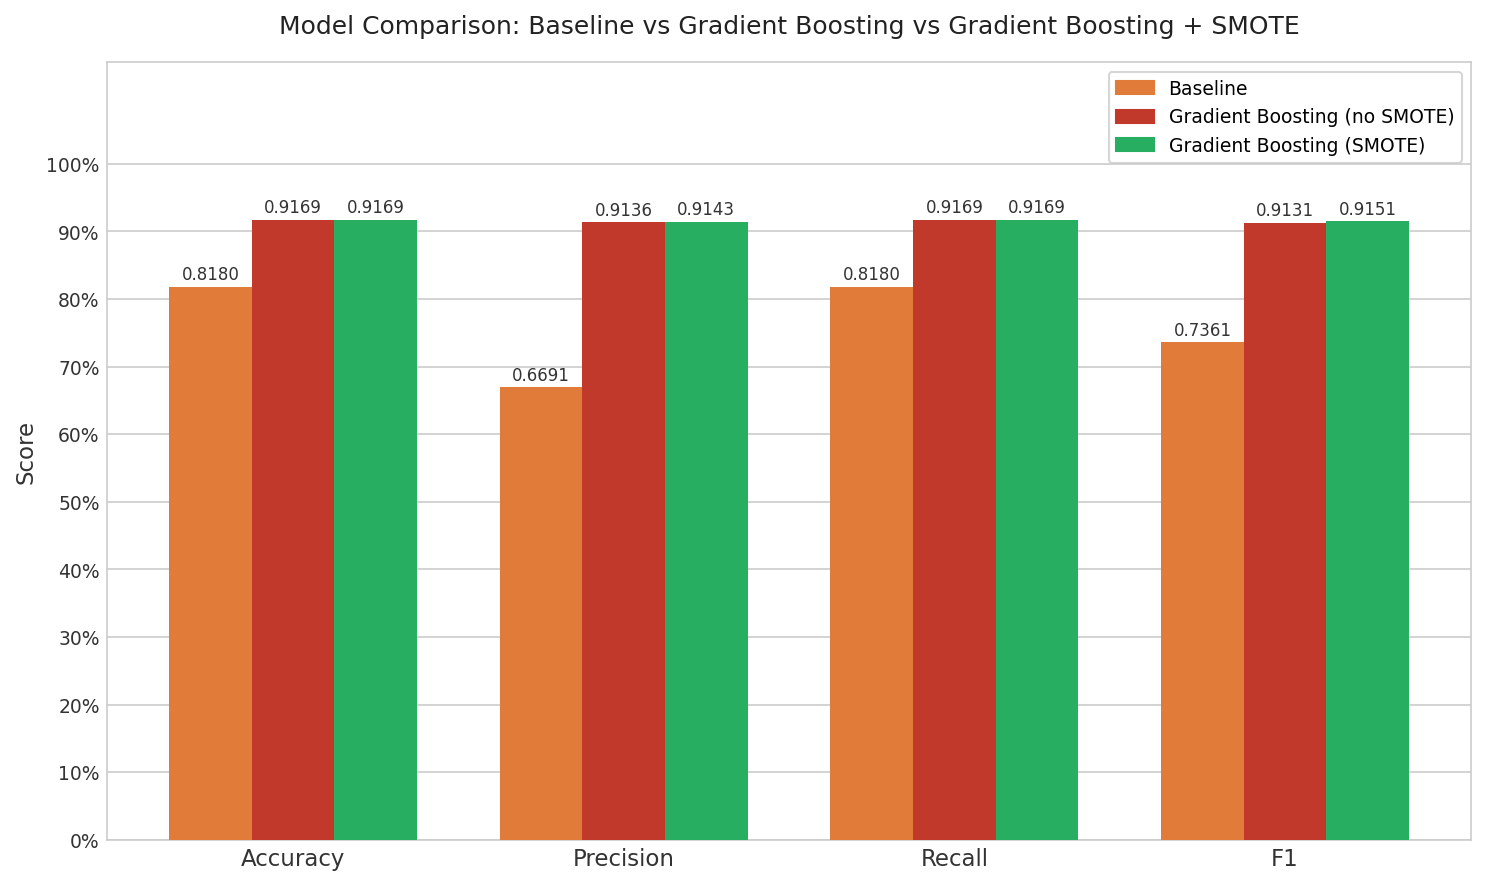 Model Comparison: Baseline vs Gradient Boosting vs Gradient Boosting + SMOTE
Baseline
Gradient Boosting (no SMOTE)
Gradient Boosting (SMOTE)
Score
100%
90%
80%
70%
60%
50%
40%
30%
20%
10%
0%
0.8180
0.9169
0.9169
0.6691
0.9136
0.9143
0.8180
0.9169
0.9169
0.7361
0.9131
0.9151
Accuracy
Precision
Recall
F1